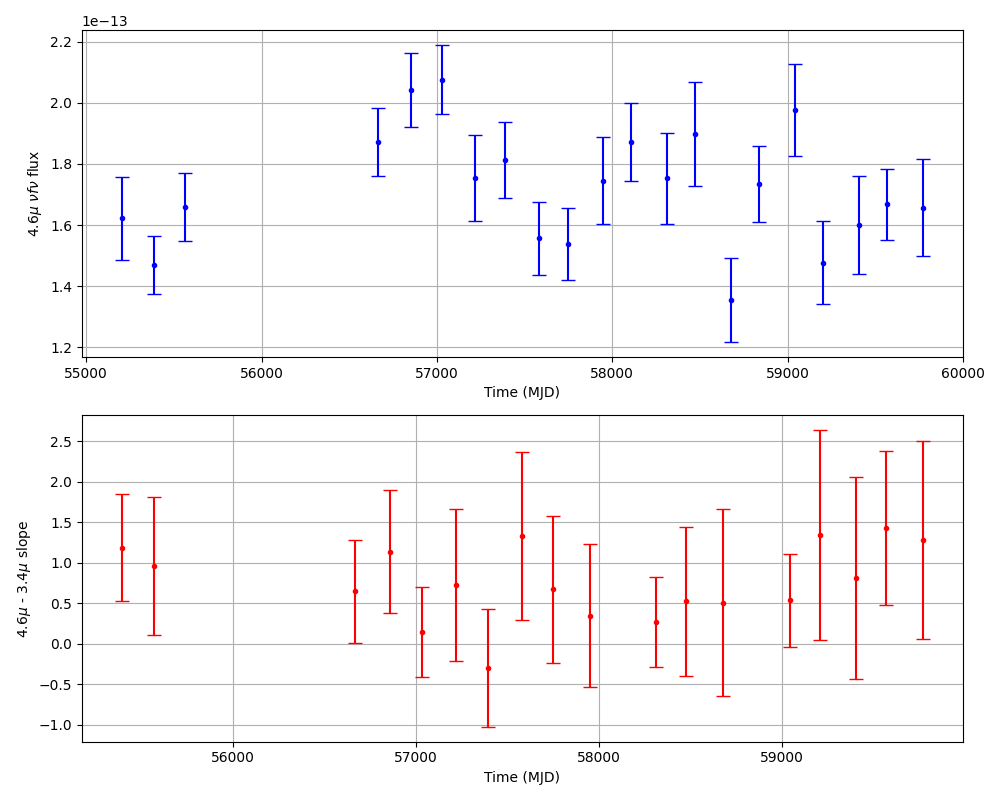 1e−13
2.2
2.0
1.8
1.6
1.4
1.2
4.6μ νfν flux
55000 56000 57000 58000 59000 60000
Time (MJD)
2.5
2.0
1.5
1.0
0.5
0.0
−0.5
−1.0
4.6μ - 3.4μ slope
56000 57000 58000 59000
Time (MJD)